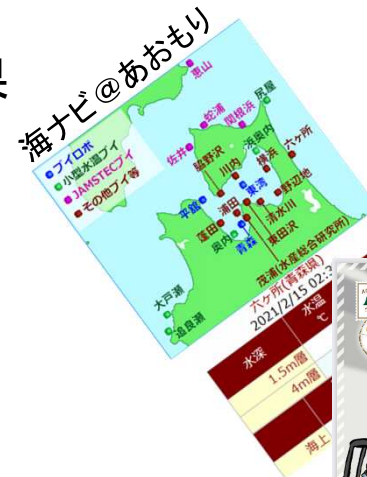 海ナビ@あおもり
ブイロボ
小型水温ブイ
JAMSTECブイ
その他ブイ等
恵山
尻屋
蛇浦
関根浜
佐井
浜奥内
六ケ所
脇野沢
川内
横浜
東湾
野辺地
平舘
浦田
清水川
蓬田
奥内
青森
東田沢
茂浦(水産総合研究所)
大戸瀬
追良瀬
六ケ所(青森県)
2021/2/15 02:3
水深
水温
℃
1.5m層
4m層
海上